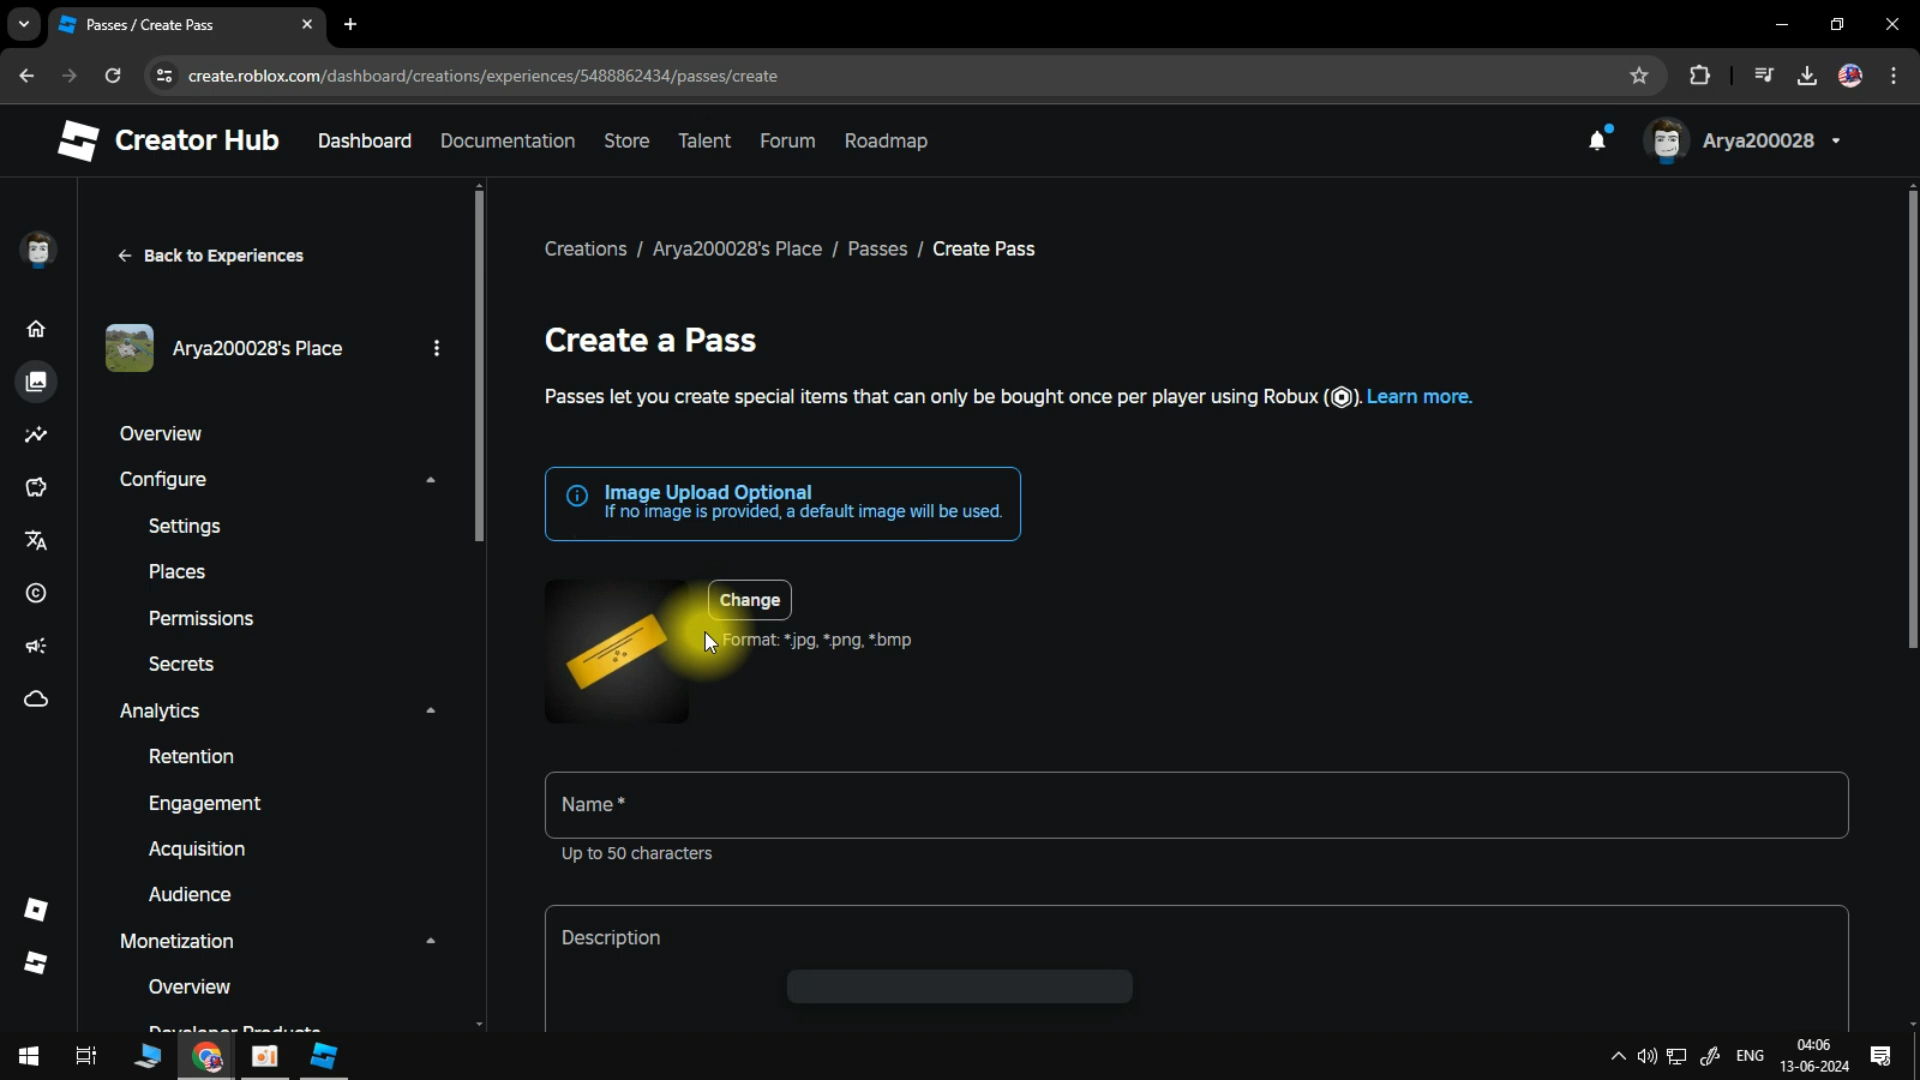 Passes / Create Pass
create.roblox.com/dashboard/creations/experiences/5488862434/passes/create
Creator Hub
Dashboard
Documentation
Store
Talent
Forum
Roadmap
Arya200028
Back to Experiences
Arya200028's Place
Overview
Configure
Settings
Places
Permissions
Secrets
Analytics
Retention
Engagement
Acquisition
Audience
Monetization
Overview
Developer Products
Creations / Arya200028's Place / Passes / Create Pass
Create a Pass
Passes let you create special items that can only be bought once per player using Robux ( ). Learn more.
Image Upload Optional
If no image is provided, a default image will be used.
Change
Format: *.jpg, *.png, *.bmp
Name *
Up to 50 characters
Description
ENG
04:06
13-06-2024